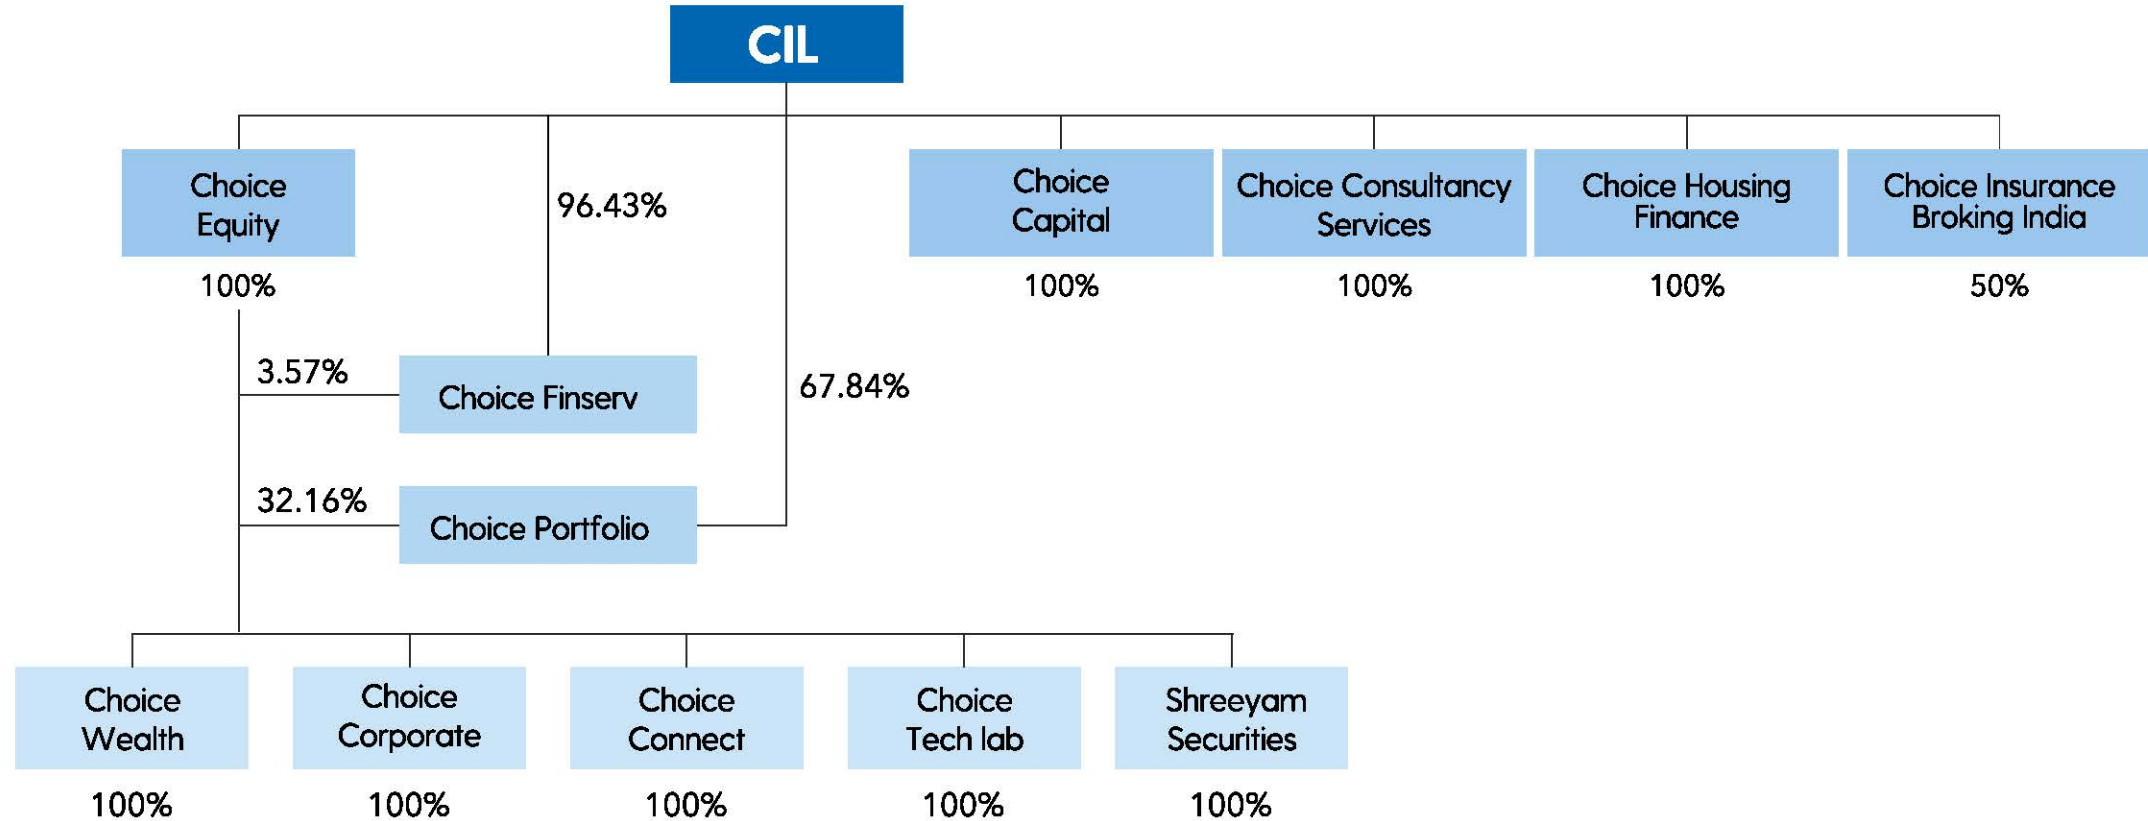 CIL
Choice
Equity
100%
96.43%
Choice
Capital
100%
Choice Consultancy
Services
100%
Choice Housing
Finance
100%
Choice Insurance
Broking India
50%
3.57%
Choice Finserv
67.84%
32.16%
Choice Portfolio
Choice
Wealth
100%
Choice
Corporate
100%
Choice
Connect
100%
Choice
Tech lab
100%
Shreeyam
Securities
100%